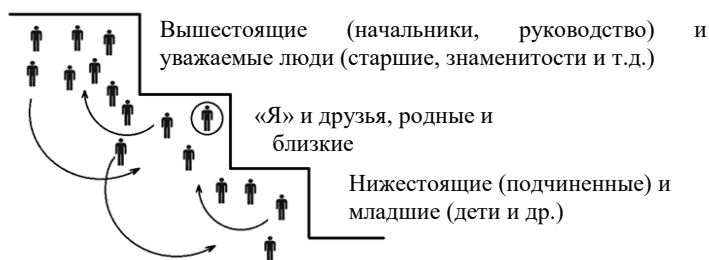 Вышестоящие (начальники, руководство) и
уважаемые люди (старшие, знаменитости и т.д.)
«Я» и друзья, родные и
близкие
Нижестоящие (подчиненные) и
младшие (дети и др.)